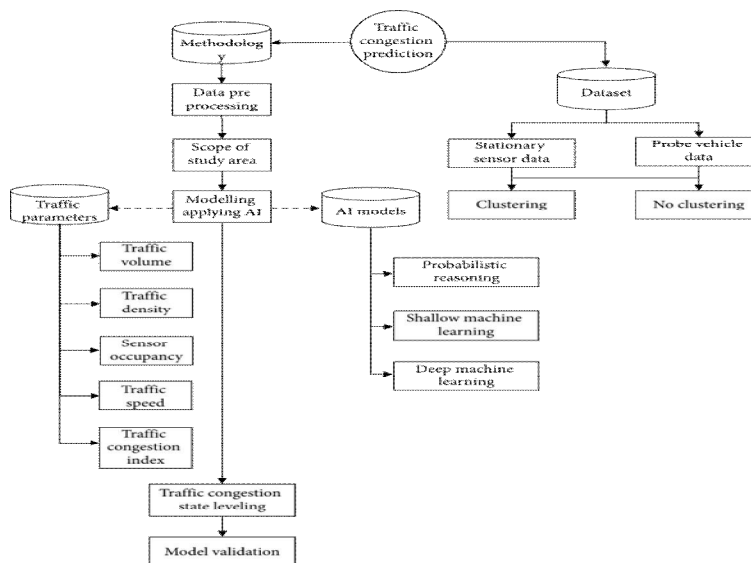 Traffic
congestion
prediction
Methodolog
y
Data pre
processing
Scope of
study area
Modelling
applying AI
Traffic
parameters
Traffic
volume
Traffic
density
Sensor
occupancy
Traffic
speed
Traffic
congestion
index
AI models
Probabilistic
reasoning
Shallow machine
learning
Deep machine
learning
Traffic congestion
state leveling
Model validation
Dataset
Stationary
sensor data
Probe vehicle
data
Clustering
No clustering